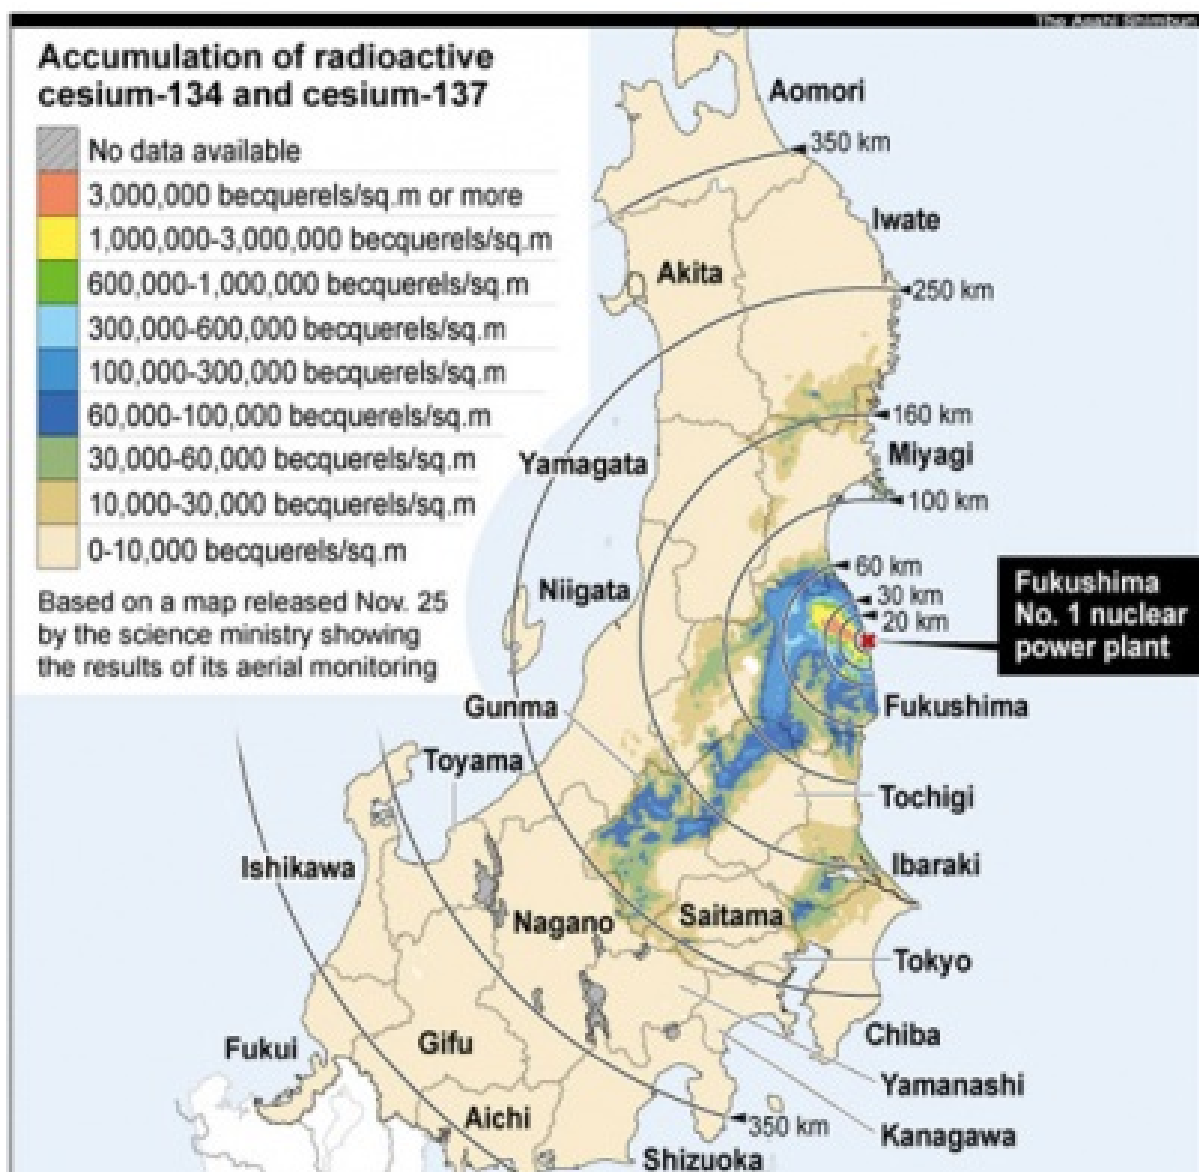 The Asahi Shimbun
Accumulation of radioactive
cesium-134 and cesium-137
No data available
3,000,000 becquerels/sq.m or more
1,000,000-3,000,000 becquerels/sq.m
600,000-1,000,000 becquerels/sq.m
300,000-600,000 becquerels/sq.m
100,000-300,000 becquerels/sq.m
60,000-100,000 becquerels/sq.m
30,000-60,000 becquerels/sq.m
10,000-30,000 becquerels/sq.m
0-10,000 becquerels/sq.m
Based on a map released Nov. 25
by the science ministry showing
the results of its aerial monitoring
Aomori
350 km
Iwate
Akita
250 km
160 km
Miyagi
Yamagata
100 km
60 km
30 km
20 km
Fukushima
No. 1 nuclear
power plant
Niigata
Fukushima
Gunma
Toyama
Tochigi
Ibaraki
Ishikawa
Nagano
Saitama
Tokyo
Chiba
Fukui
Gifu
Yamanashi
Aichi
350 km
Kanagawa
Shizuoka